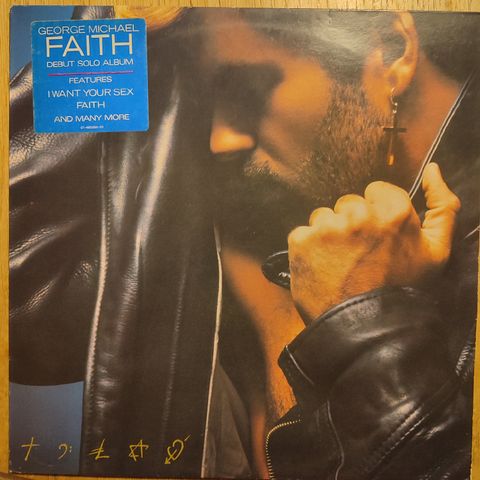 GEORGE MICHAEL
FAITH
DEBUT SOLO ALBUM
FEATURES
I WANT YOUR SEX
FAITH
AND MANY MORE